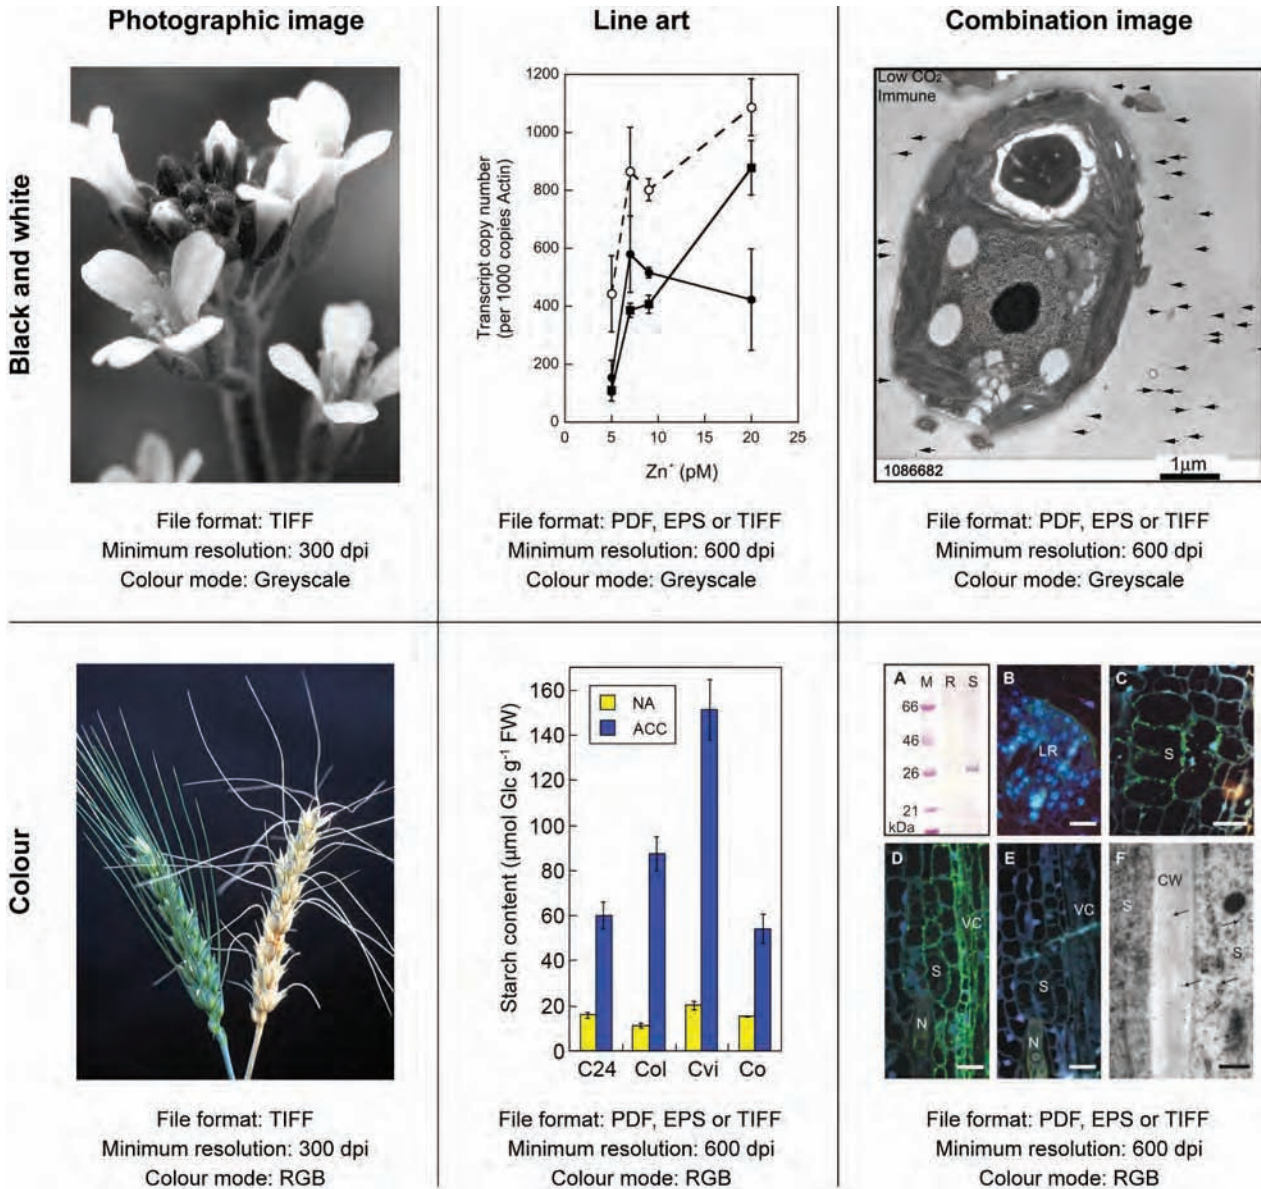 Photographic image
Line art
Combination image
Black and white
1200
1000
800
600
400
200
0
Transcript copy number
(per 1000 copies Actin)
0 5 10 15 20 25
Zn⁺ (pM)
Low CO₂
Immune
1086682
1µm
File format: TIFF
Minimum resolution: 300 dpi
Colour mode: Greyscale
File format: PDF, EPS or TIFF
Minimum resolution: 600 dpi
Colour mode: Greyscale
File format: PDF, EPS or TIFF
Minimum resolution: 600 dpi
Colour mode: Greyscale
Colour
160
140
120
100
80
60
40
20
0
Starch content (µmol Glc g⁻¹ FW)
NA
ACC
C24 Col Cvi Co
A M R S
66
46
26
21
kDa
B
LR
C
S
D
VC
S
N
E
VC
S
N
F
CW
S
S
File format: TIFF
Minimum resolution: 300 dpi
Colour mode: RGB
File format: PDF, EPS or TIFF
Minimum resolution: 600 dpi
Colour mode: RGB
File format: PDF, EPS or TIFF
Minimum resolution: 600 dpi
Colour mode: RGB